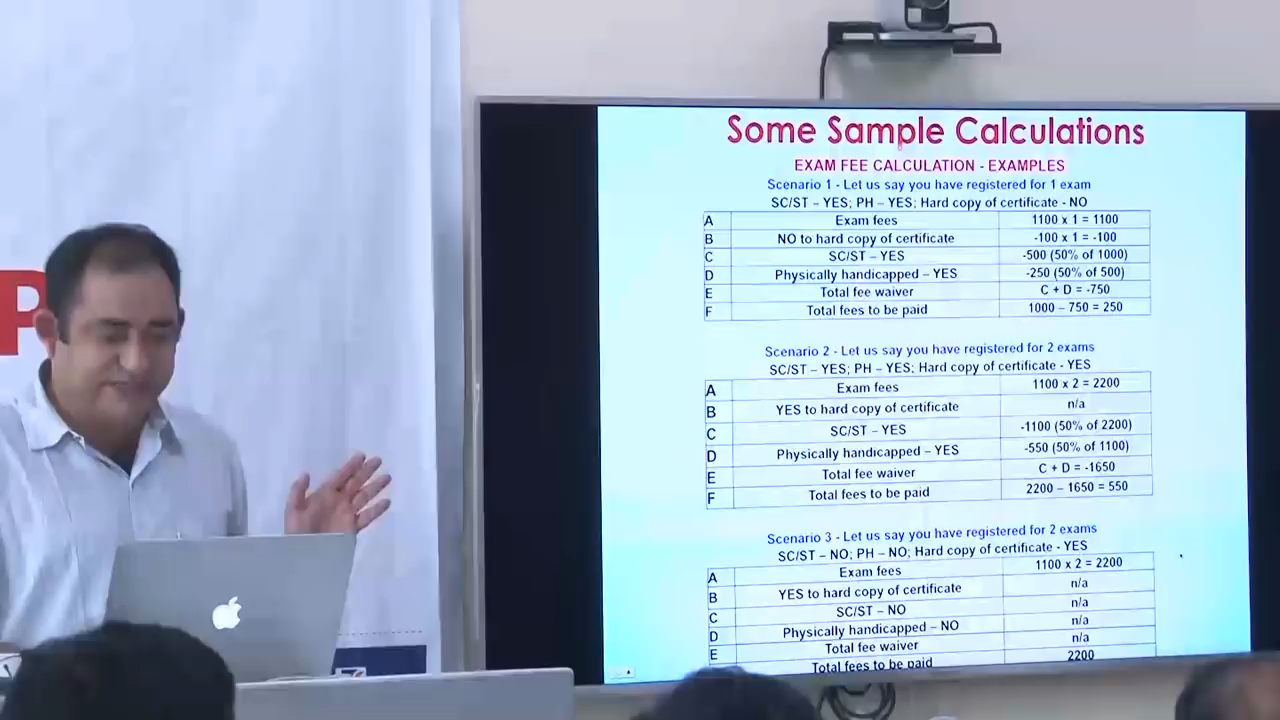 P
Some Sample Calculations
EXAM FEE CALCULATION - EXAMPLES
Scenario 1 - Let us say you have registered for 1 exam
SC/ST – YES; PH – YES; Hard copy of certificate - NO
A Exam fees 1100 x 1 = 1100
B NO to hard copy of certificate -100 x 1 = -100
C SC/ST – YES -500 (50% of 1000)
D Physically handicapped – YES -250 (50% of 500)
E Total fee waiver C + D = -750
F Total fees to be paid 1000 – 750 = 250
Scenario 2 - Let us say you have registered for 2 exams
SC/ST – YES; PH – YES; Hard copy of certificate - YES
A Exam fees 1100 x 2 = 2200
B YES to hard copy of certificate n/a
C SC/ST – YES -1100 (50% of 2200)
D Physically handicapped – YES -550 (50% of 1100)
E Total fee waiver C + D = -1650
F Total fees to be paid 2200 – 1650 = 550
Scenario 3 - Let us say you have registered for 2 exams
SC/ST – NO; PH – NO; Hard copy of certificate - YES
A Exam fees 1100 x 2 = 2200
B YES to hard copy of certificate n/a
C SC/ST – NO n/a
D Physically handicapped – NO n/a
E Total fee waiver n/a
Total fees to be paid 2200